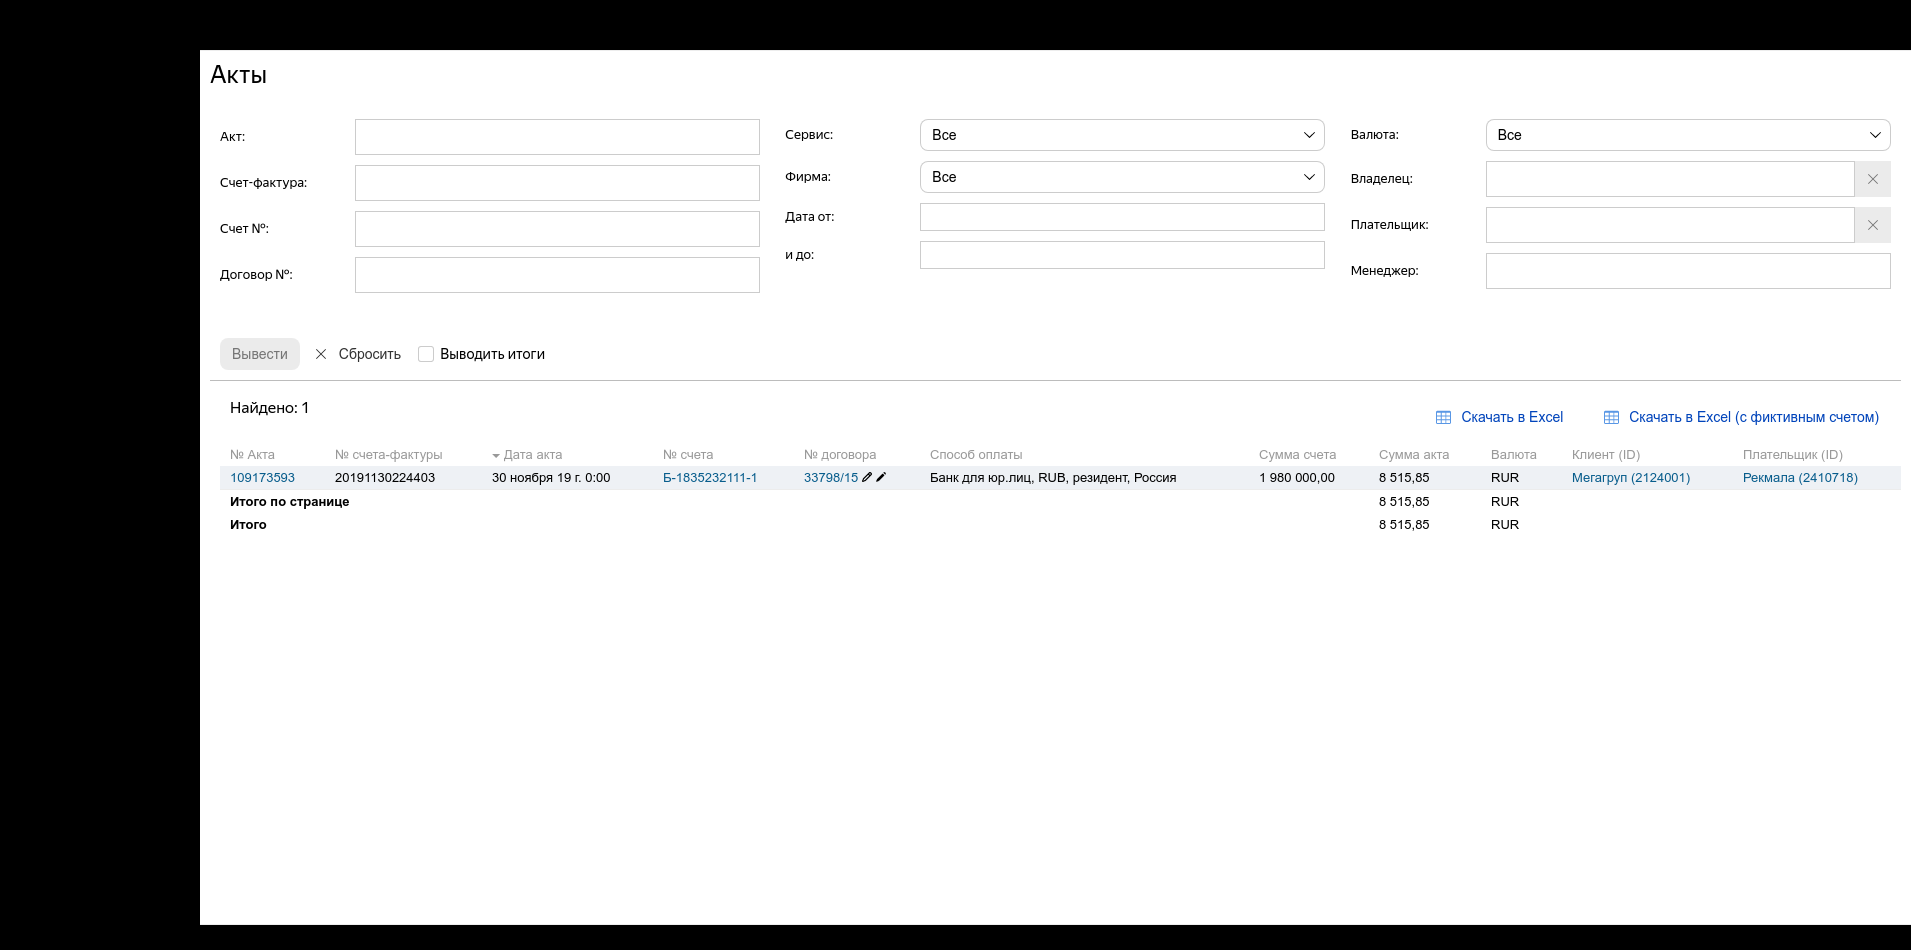 Акты
Акт:
Счет-фактура:
Счет №:
Договор №:
Сервис: Все
Фирма: Все
Дата от:
и до:
Валюта: Все
Владелец:
Плательщик:
Менеджер:
Вывести Сбросить Выводить итоги
Найдено: 1
Скачать в Excel Скачать в Excel (с фиктивным счетом)
№ Акта № счета-фактуры Дата акта № счета № договора Способ оплаты Сумма счета Сумма акта Валюта Клиент (ID) Плательщик (ID)
109173593 20191130224403 30 ноября 19 г. 0:00 Б-1835232111-1 33798/15 Банк для юр.лиц, RUB, резидент, Россия 1 980 000,00 8 515,85 RUR Мегагруп (2124001) Рекмала (2410718)
Итого по странице 8 515,85 RUR
Итого 8 515,85 RUR